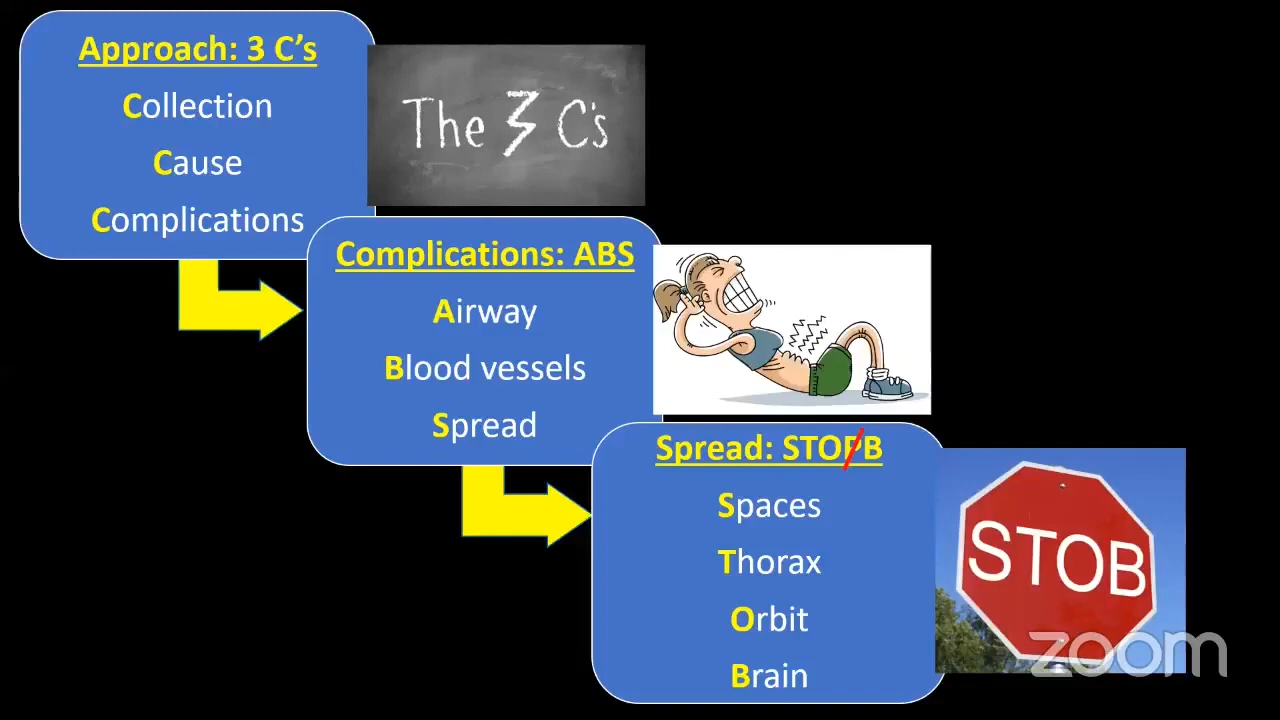 Approach: 3 C's
Collection
Cause
Complications
The 3 C's
Complications: ABS
Airway
Blood vessels
Spread
Spread: STOPB
Spaces
Thorax
Orbit
Brain
STOB
zoom